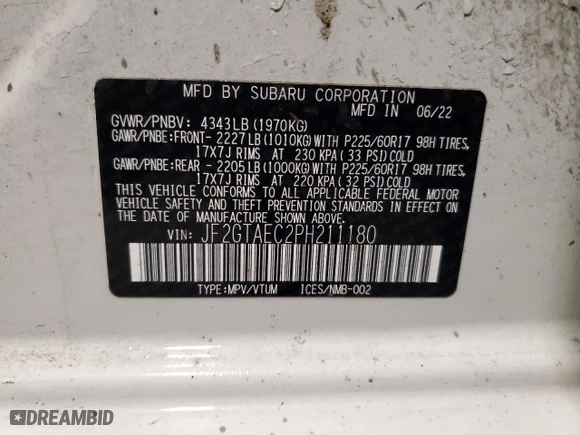 MFD BY SUBARU CORPORATION
MFD IN 06/22
GVWR/PNBV: 4343LB (1970KG)
GAWR/PNBE:FRONT- 2227LB(1010KG)WITH P225/60R17 98H TIRES,
17X7J RIMS AT 230 KPA(33 PSI)COLD
GAWR/PNBE:REAR - 2205LB(1000KG)WITH P225/60R17 98H TIRES,
17X7J RIMS AT 220 KPA(32 PSI)COLD
THIS VEHICLE CONFORMS TO ALL APPLICABLE FEDERAL MOTOR
VEHICLE SAFETY AND THEFT PREVENTION STANDARDS IN EFFECT ON
THE DATE OF MANUFACTURE SHOWN ABOVE.
VIN: JF2GTAEC2PH211180
TYPE:MPV/VTUM ICES/NMB-002
DREAMBID